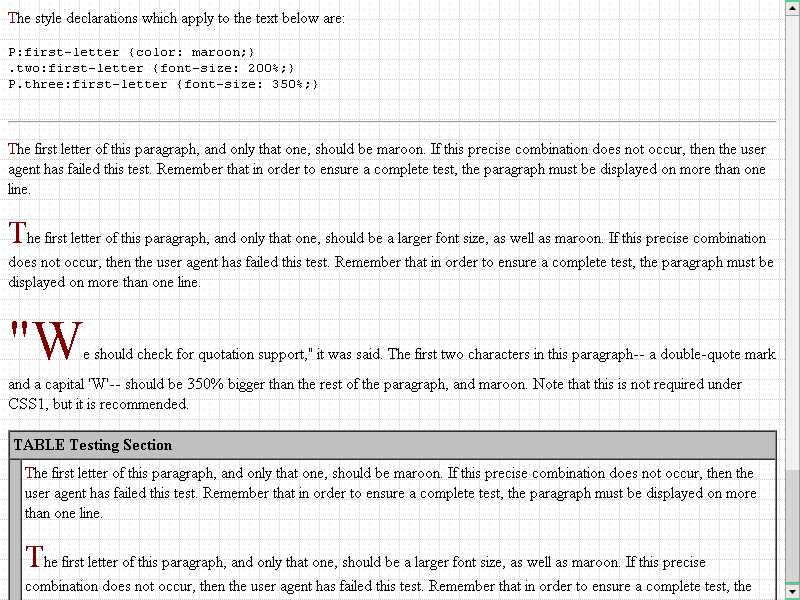 The style declarations which apply to the text below are:
P:first-letter {color: maroon;}
.two:first-letter {font-size: 200%;}
P.three:first-letter {font-size: 350%;}
The first letter of this paragraph, and only that one, should be maroon. If this precise combination does not occur, then the user
agent has failed this test. Remember that in order to ensure a complete test, the paragraph must be displayed on more than one
line.
The first letter of this paragraph, and only that one, should be a larger font size, as well as maroon. If this precise combination
does not occur, then the user agent has failed this test. Remember that in order to ensure a complete test, the paragraph must be
displayed on more than one line.
"We should check for quotation support," it was said. The first two characters in this paragraph-- a double-quote mark
and a capital 'W'-- should be 350% bigger than the rest of the paragraph, and maroon. Note that this is not required under
CSS1, but it is recommended.
TABLE Testing Section
The first letter of this paragraph, and only that one, should be maroon. If this precise combination does not occur, then the
user agent has failed this test. Remember that in order to ensure a complete test, the paragraph must be displayed on more
than one line.
The first letter of this paragraph, and only that one, should be a larger font size, as well as maroon. If this precise
combination does not occur, then the user agent has failed this test. Remember that in order to ensure a complete test, the